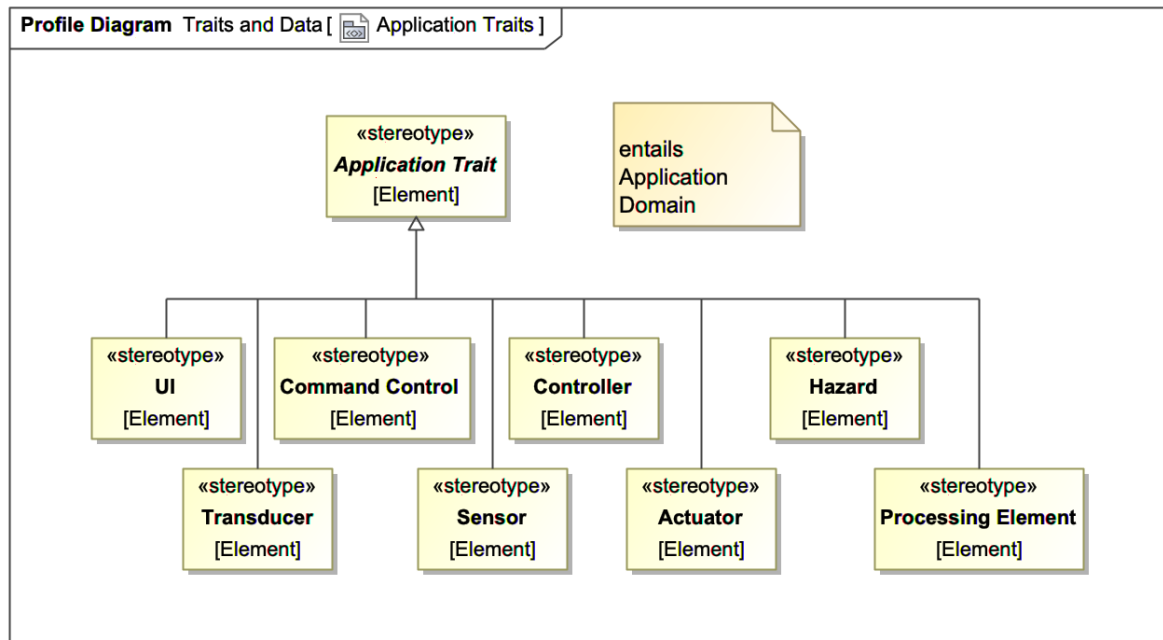 Profile Diagram Traits and Data [ Application Traits ]
«stereotype»
Application Trait
[Element]
entails
Application
Domain
«stereotype»
UI
[Element]
«stereotype»
Command Control
[Element]
«stereotype»
Controller
[Element]
«stereotype»
Hazard
[Element]
«stereotype»
Transducer
[Element]
«stereotype»
Sensor
[Element]
«stereotype»
Actuator
[Element]
«stereotype»
Processing Element
[Element]